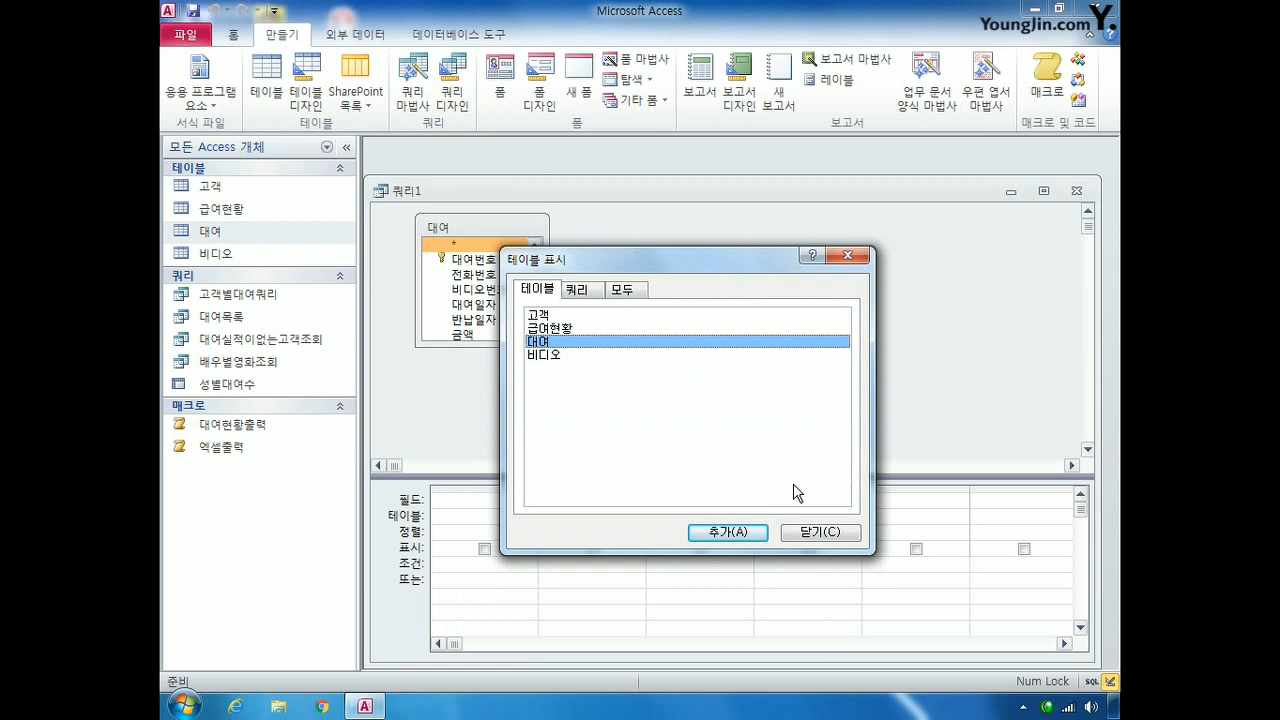 Microsoft Access
Younglin.com
Y.
파일 홈 만들기 외부 데이터 데이터베이스 도구
응용 프로그램 요소
서식 파일
테이블
테이블 디자인
SharePoint 목록
테이블
쿼리 마법사
쿼리 디자인
쿼리
폼
폼 디자인
새 폼
폼 마법사
탐색
기타 폼
폼
보고서
보고서 디자인
새 보고서
보고서 마법사
레이블
업무 문서 양식 마법사
우편 엽서 마법사
보고서
매크로
매크로 및 코드
모든 Access 개체
테이블
고객
급여현황
대여
비디오
쿼리
고객별대여쿼리
대여목록
대여실적이없는고객조회
배우별영화조회
성별대여수
매크로
대여현황출력
엑셀출력
쿼리1
대여
*
대여번호
전화번호
비디오번
대여일자
반납일자
금액
테이블 표시
테이블 쿼리 모두
고객
급여현황
대여
비디오
추가(A) 닫기(C)
필드:
테이블:
정렬:
표시:
조건:
또는:
준비
Num Lock
SQL